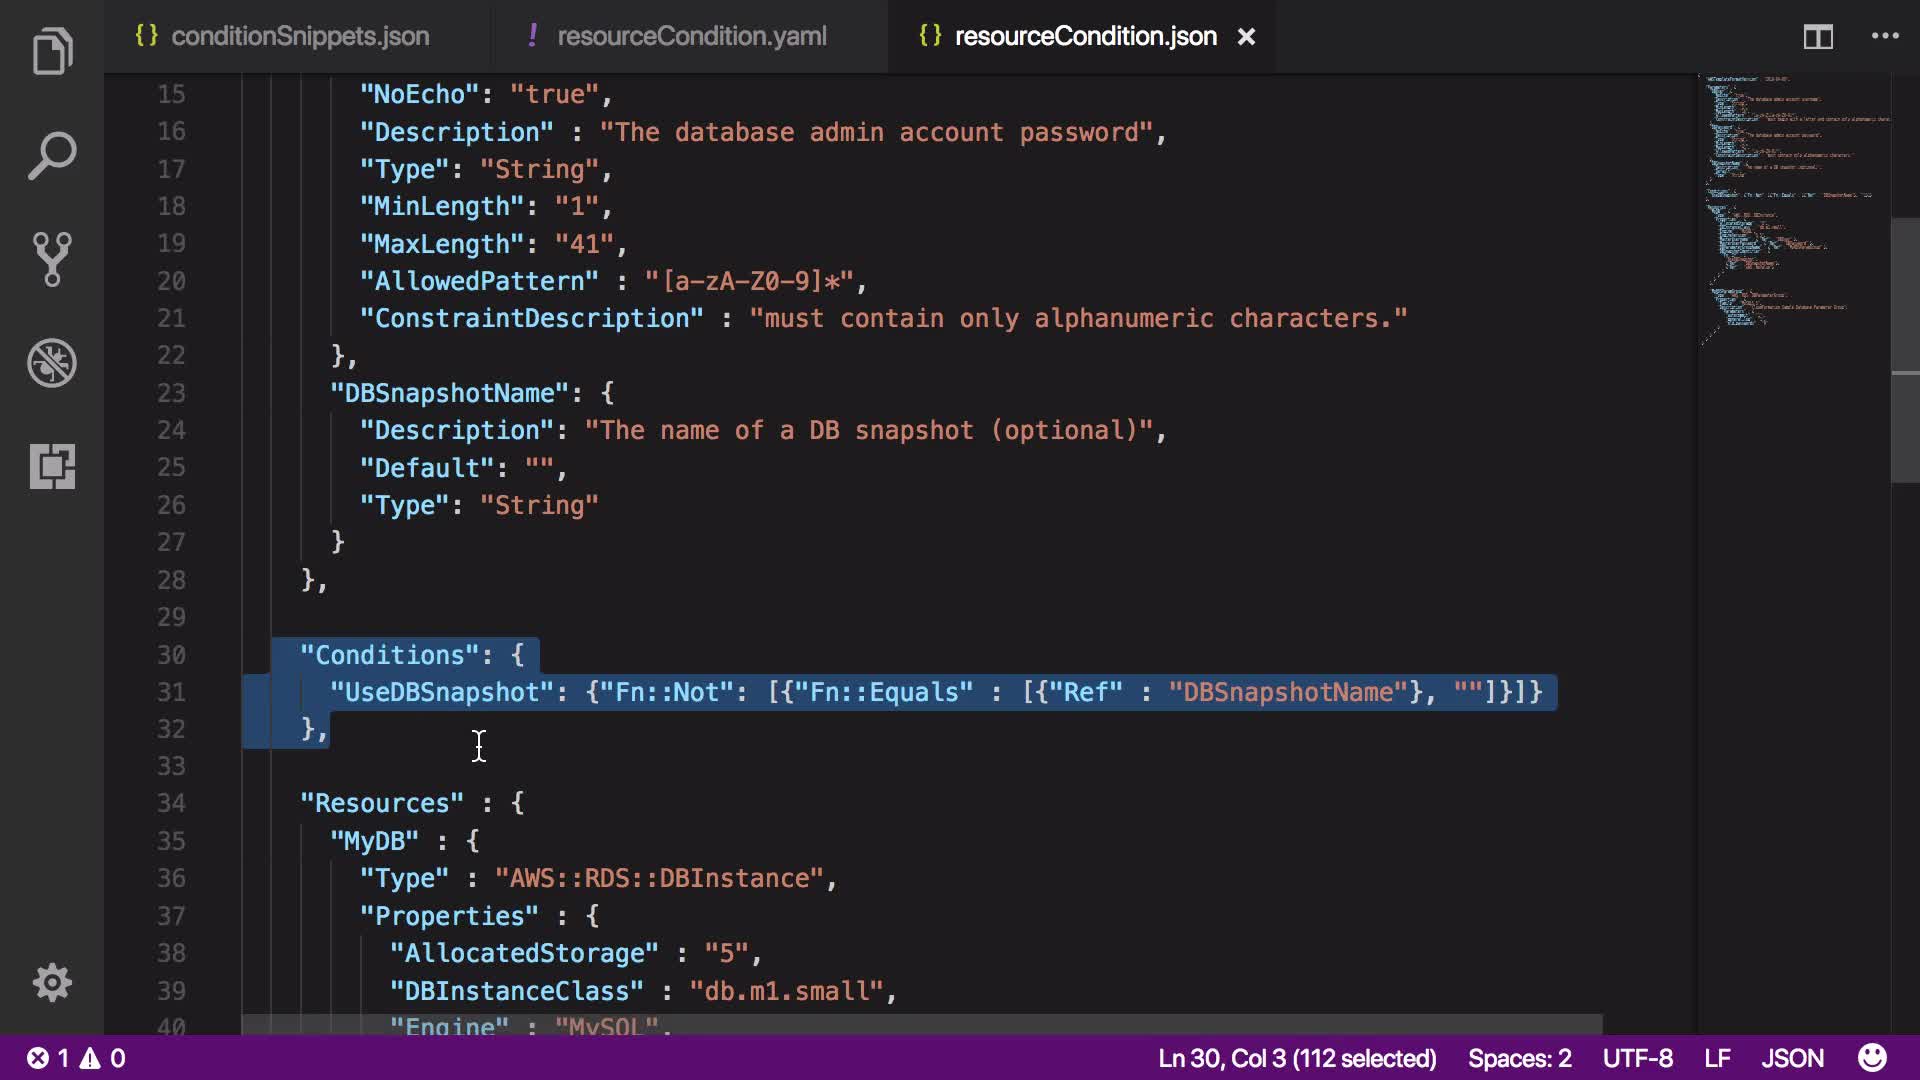 conditionSnippets.json
resourceCondition.yaml
resourceCondition.json
15 "NoEcho": "true",
16 "Description" : "The database admin account password",
17 "Type": "String",
18 "MinLength": "1",
19 "MaxLength": "41",
20 "AllowedPattern" : "[a-zA-Z0-9]*",
21 "ConstraintDescription" : "must contain only alphanumeric characters."
22 },
23 "DBSnapshotName": {
24 "Description": "The name of a DB snapshot (optional)",
25 "Default": "",
26 "Type": "String"
27 }
28 },
29
30 "Conditions": {
31 "UseDBSnapshot": {"Fn::Not": [{"Fn::Equals" : [{"Ref" : "DBSnapshotName"}, ""]}]}
32 },
33
34 "Resources" : {
35 "MyDB" : {
36 "Type" : "AWS::RDS::DBInstance",
37 "Properties" : {
38 "AllocatedStorage" : "5",
39 "DBInstanceClass" : "db.m1.small",
40 "Engine" : "MySQL",
1 0 Ln 30, Col 3 (112 selected) Spaces: 2 UTF-8 LF JSON